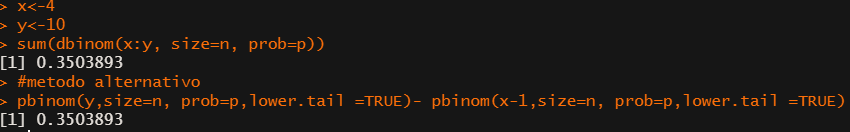 > x<-4
> y<-10
> sum(dbinom(x:y, size=n, prob=p))
[1] 0.3503893
> #metodo alternativo
> pbinom(y,size=n, prob=p,lower.tail =TRUE)- pbinom(x-1,size=n, prob=p,lower.tail =TRUE)
[1] 0.3503893